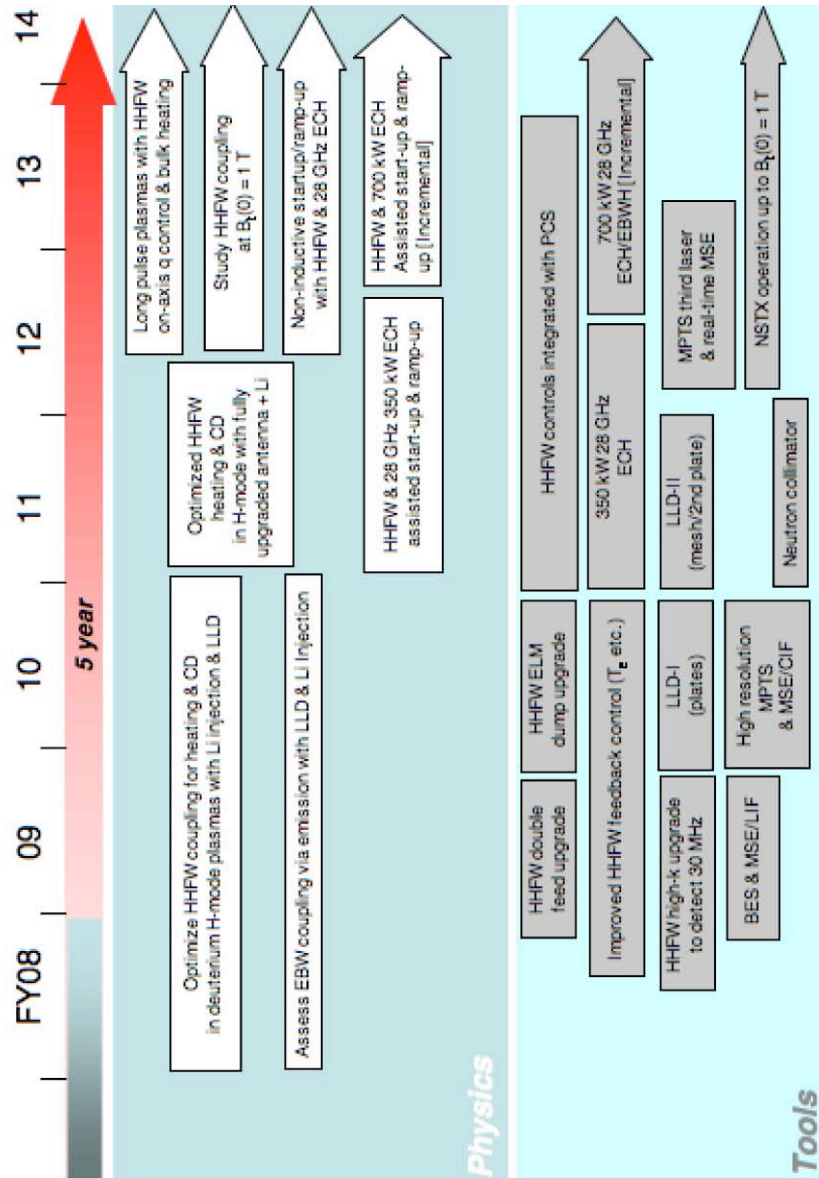 FY08 09 10 11 12 13 14
5 year
Optimize HHFW coupling for heating & CD
in deuterium H-mode plasmas with Li injection & LLD
Optimized HHFW
heating & CD
in H-mode with fully
upgraded antenna + Li
Long pulse plasmas with HHFW
on-axis q control & bulk heating
Study HHFW coupling
at Bt(0) = 1 T
Assess EBW coupling via emission with LLD & Li Injection
Non-inductive startup/ramp-up
with HHFW & 28 GHz ECH
HHFW & 28 GHz 350 kW ECH
assisted start-up & ramp-up
HHFW & 700 kW ECH
Assisted start-up & ramp-
up [Incremental]
Physics
HHFW double
feed upgrade
HHFW ELM
dump upgrade
HHFW controls integrated with PCS
Improved HHFW feedback control (Te etc.)
350 kW 28 GHz
ECH
700 kW 28 GHz
ECH/EBWH [Incremental]
HHFW high-k upgrade
to detect 30 MHz
LLD-I
(plates)
LLD-II
(mesh/2nd plate)
MPTS third laser
& real-time MSE
BES & MSE/LIF
High resolution
MPTS
& MSE/CIF
Neutron collimator
NSTX operation up to Bt(0) = 1 T
Tools